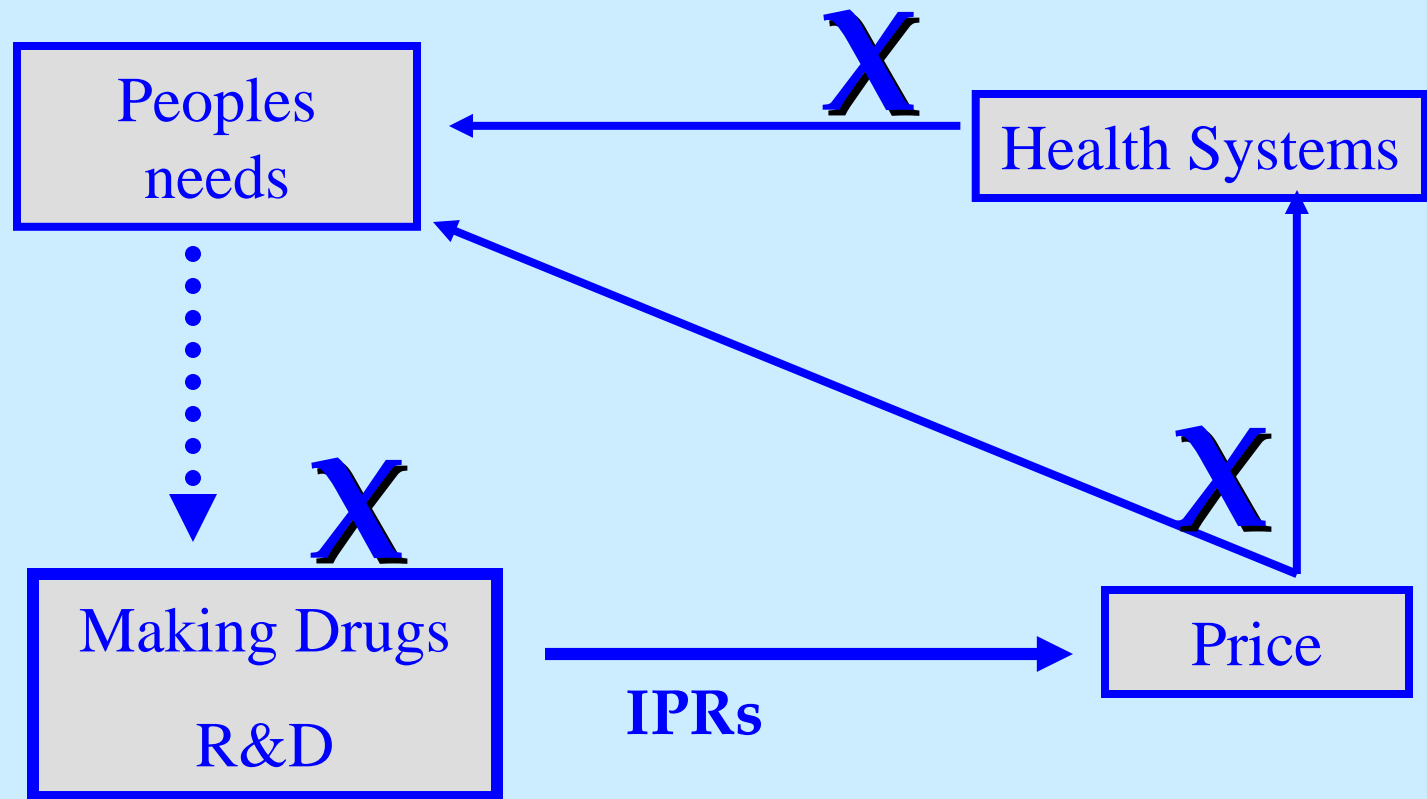 Peoples
needs
X
Health Systems
X
X
Making Drugs
R&D
IPRs
Price